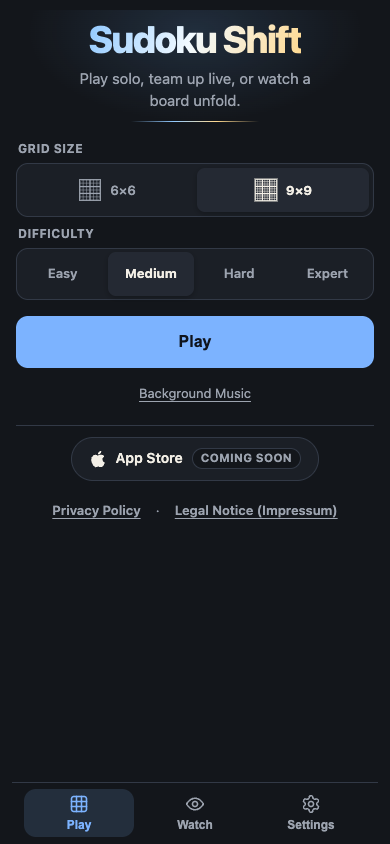 Sudoku Shift
Play solo, team up live, or watch a
board unfold.
GRID SIZE
6×6
9×9
DIFFICULTY
Easy
Medium
Hard
Expert
Play
Background Music
App Store
COMING SOON
Privacy Policy · Legal Notice (Impressum)
Play
Watch
Settings